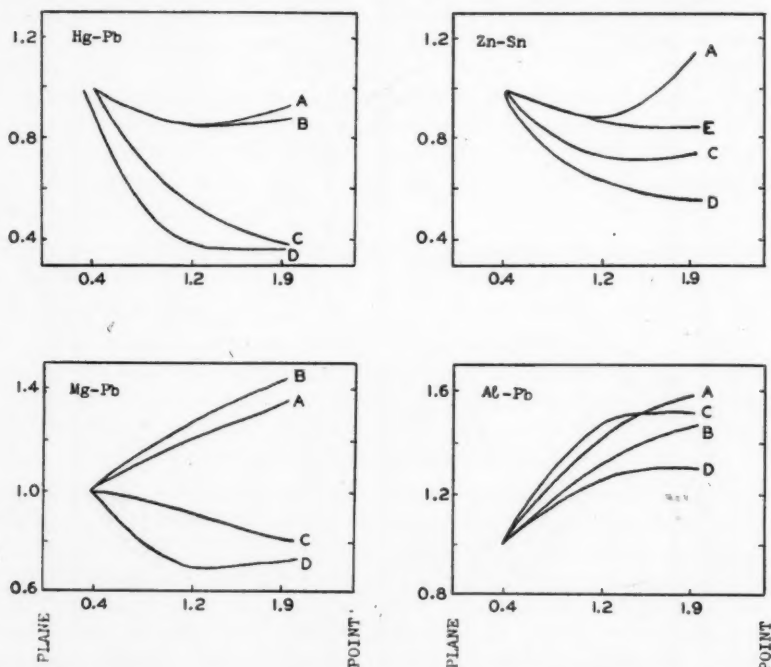 Hg-Pb
1.2
0.8
0.4
A
B
C
D
0.4 1.2 1.9
Zn-Sn
1.2
0.8
0.4
A
E
C
D
0.4 1.2 1.9
Mg-Pb
1.4
1.0
0.6
B
A
C
D
0.4 1.2 1.9
PLANE
POINT
Al-Pb
1.6
1.2
0.8
A
C
B
D
0.4 1.2 1.9
PLANE
POINT